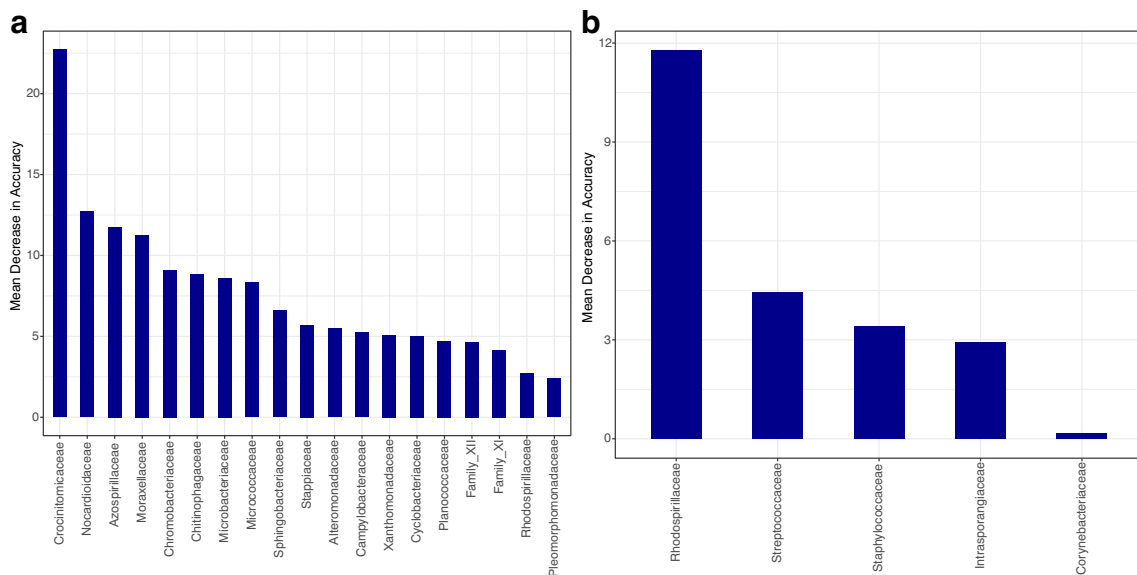 a
Mean Decrease in Accuracy
20
15
10
5
0
Crocinitomicaceae
Nocardioidaceae
Azospirillaceae
Moraxellaceae
Chromobacteriaceae
Chitinophagaceae
Microbacteriaceae
Micrococcaceae
Sphingobacteriaceae
Stappiaceae
Alteromonadaceae
Campylobacteraceae
Xanthomonadaceae
Cyclobacteriaceae
Planococcaceae
Family_XII
Family_XI
Rhodospirillaceae
Pleomorphomonadaceae
b
Mean Decrease in Accuracy
12
9
6
3
0
Rhodospirillaceae
Streptococcaceae
Staphylococcaceae
Intrasporangiaceae
Corynebacteriaceae